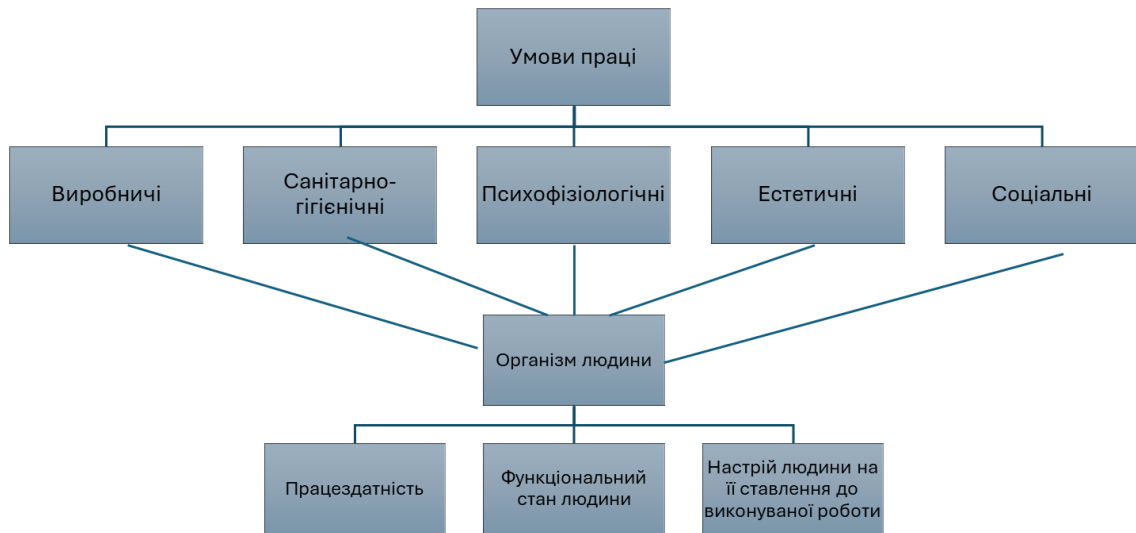 Умови праці
Виробничі
Санітарно-
гігієнічні
Психофізіологічні
Естетичні
Соціальні
Організм людини
Працездатність
Функціональний
стан людини
Настрій людини на
її ставлення до
виконуваної роботи